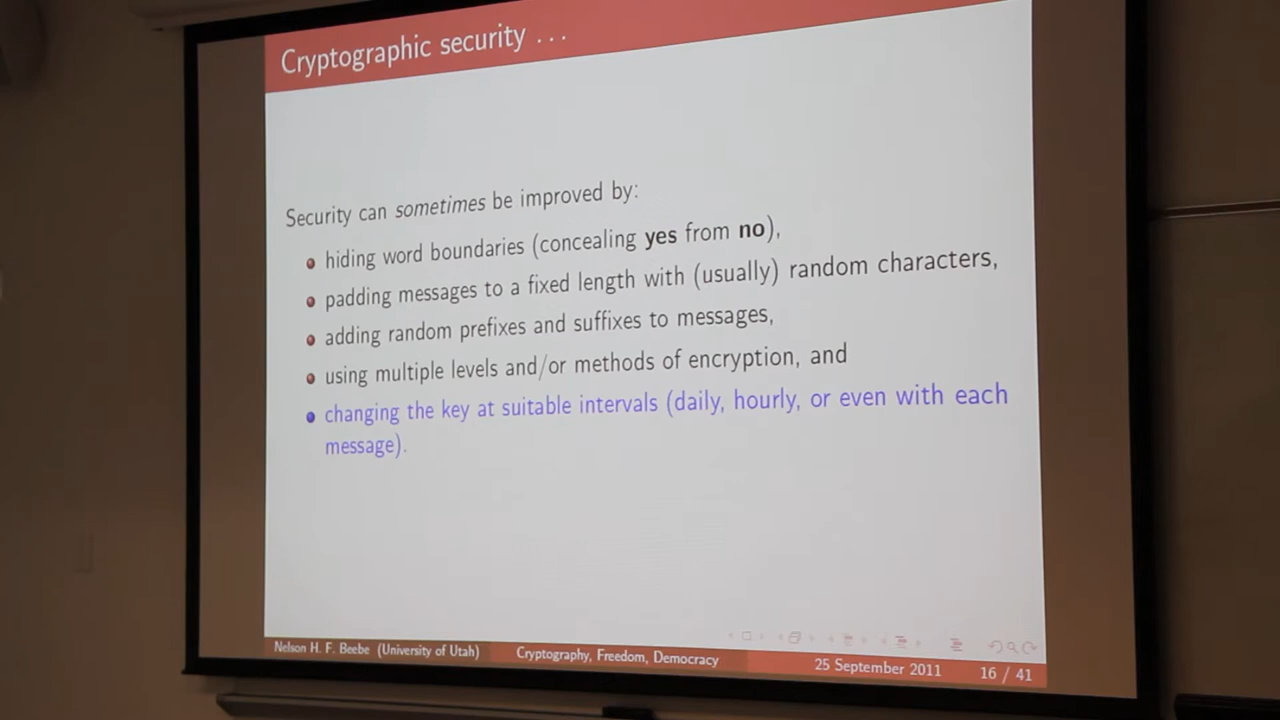 Cryptographic security . . .
Security can sometimes be improved by:
hiding word boundaries (concealing yes from no),
padding messages to a fixed length with (usually) random characters,
adding random prefixes and suffixes to messages,
using multiple levels and/or methods of encryption, and
changing the key at suitable intervals (daily, hourly, or even with each
message).
Nelson H. F. Beebe (University of Utah) Cryptography, Freedom, Democracy 25 September 2011 16 / 41